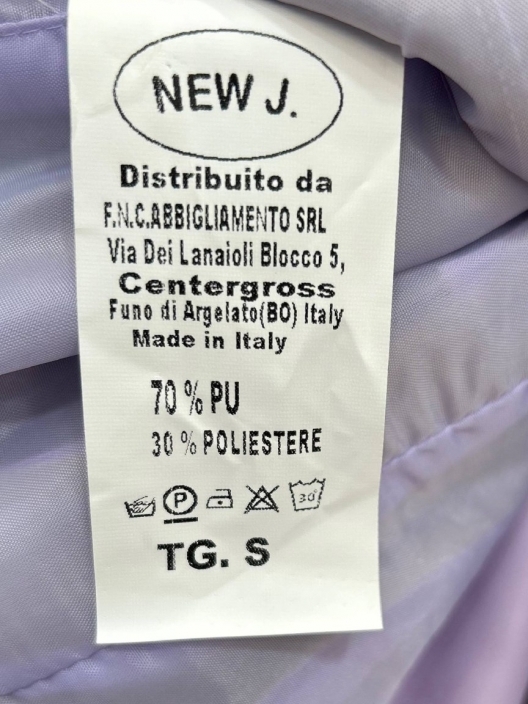 NEW J.
Distribuito da
F.N.C.ABBIGLIAMENTO SRL
Via Dei Lanaioli Blocco 5,
Centergross
Funo di Argelato(BO) Italy
Made in Italy
70 % PU
30 % POLIESTERE
P 30°
TG. S